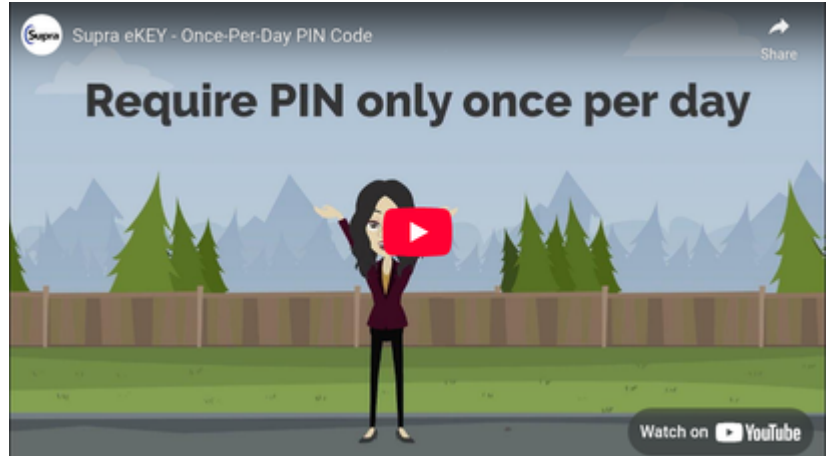 Supra
Supra eKEY - Once-Per-Day PIN Code
Share
Require PIN only once per day
Watch on YouTube